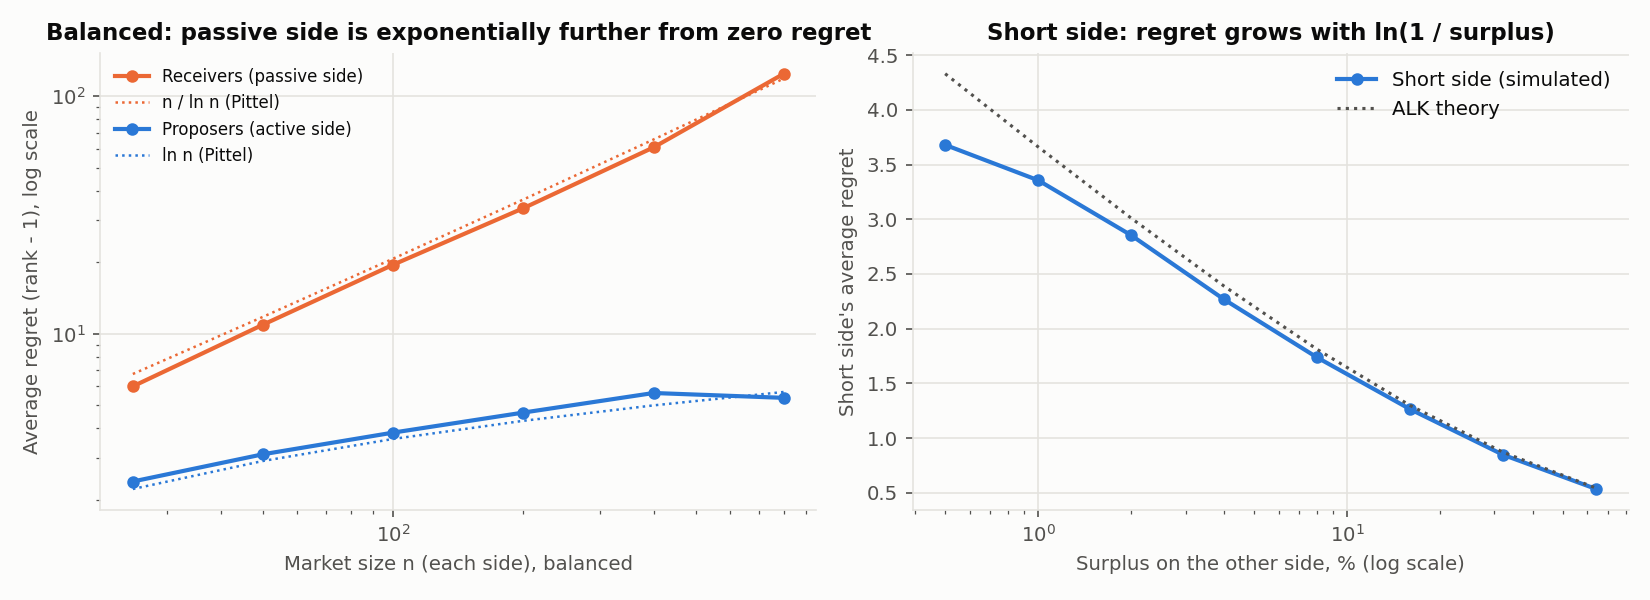 Balanced: passive side is exponentially further from zero regret
Receivers (passive side)
n / ln n (Pittel)
Proposers (active side)
ln n (Pittel)
Average regret (rank - 1), log scale
10²
10¹
10²
Market size n (each side), balanced
Short side: regret grows with ln(1 / surplus)
Short side (simulated)
ALK theory
Short side's average regret
4.5
4.0
3.5
3.0
2.5
2.0
1.5
1.0
0.5
10⁰
10¹
Surplus on the other side, % (log scale)